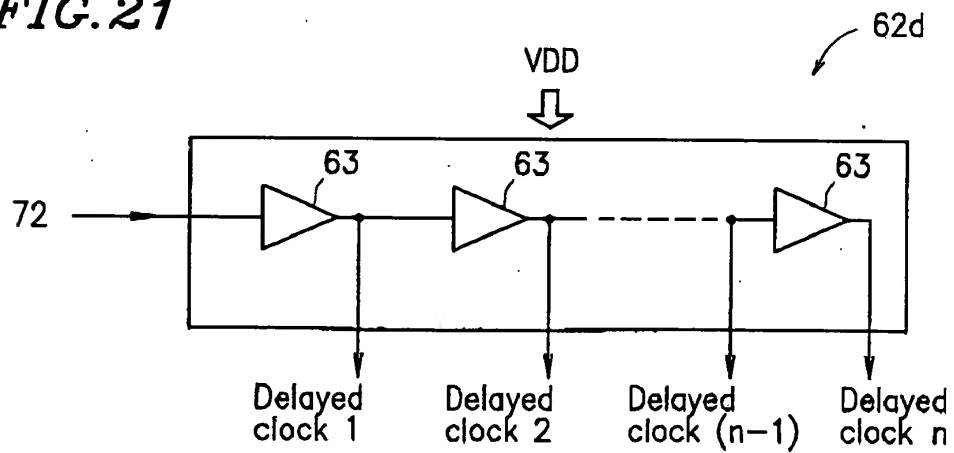 FIG. 21
62d
VDD
63
63
63
72
Delayed clock 1
Delayed clock 2
Delayed clock (n-1)
Delayed clock n